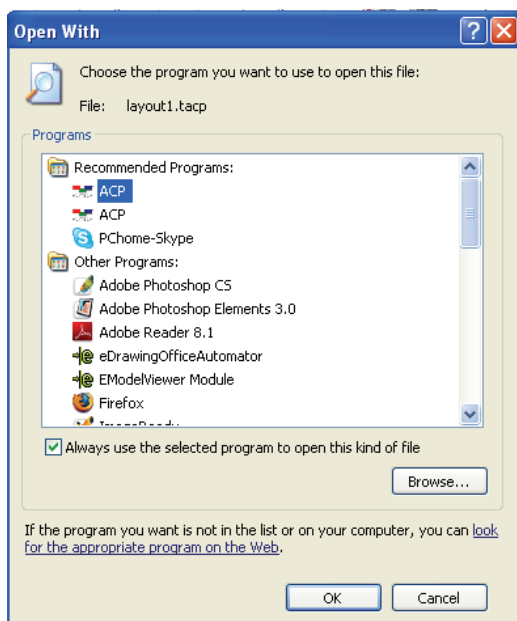 Open With
Choose the program you want to use to open this file:
File: layout1.tacp
Programs
Recommended Programs:
ACP
ACP
PChome-Skype
Other Programs:
Adobe Photoshop CS
Adobe Photoshop Elements 3.0
Adobe Reader 8.1
eDrawingOfficeAutomator
EModelViewer Module
Firefox
Always use the selected program to open this kind of file
Browse...
If the program you want is not in the list or on your computer, you can look
for the appropriate program on the Web.
OK Cancel